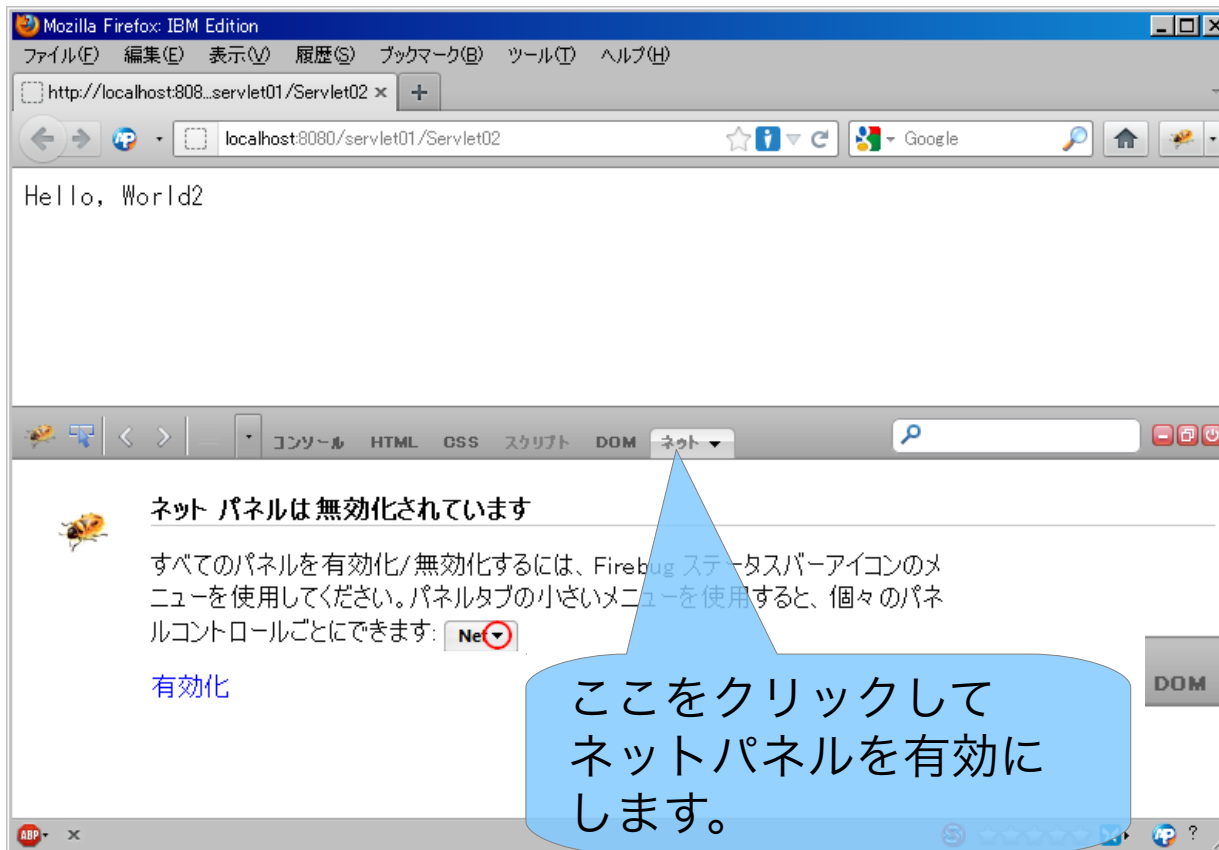 Mozilla Firefox: IBM Edition
ファイル(F) 編集(E) 表示(V) 履歴(S) ブックマーク(B) ツール(T) ヘルプ(H)
http://localhost:808...servlet01/Servlet02
localhost:8080/servlet01/Servlet02 Google
Hello, World2
コンソール HTML CSS スクリプト DOM ネット
ネット パネルは無効化されています
すべてのパネルを有効化/無効化するには、Firebug ステータスバーアイコンのメ
ニューを使用してください。パネルタブの小さいメニューを使用すると、個々のパネ
ルコントロールごとにできます: Net
有効化
DOM
ここをクリックして
ネットパネルを有効に
します。
ABP